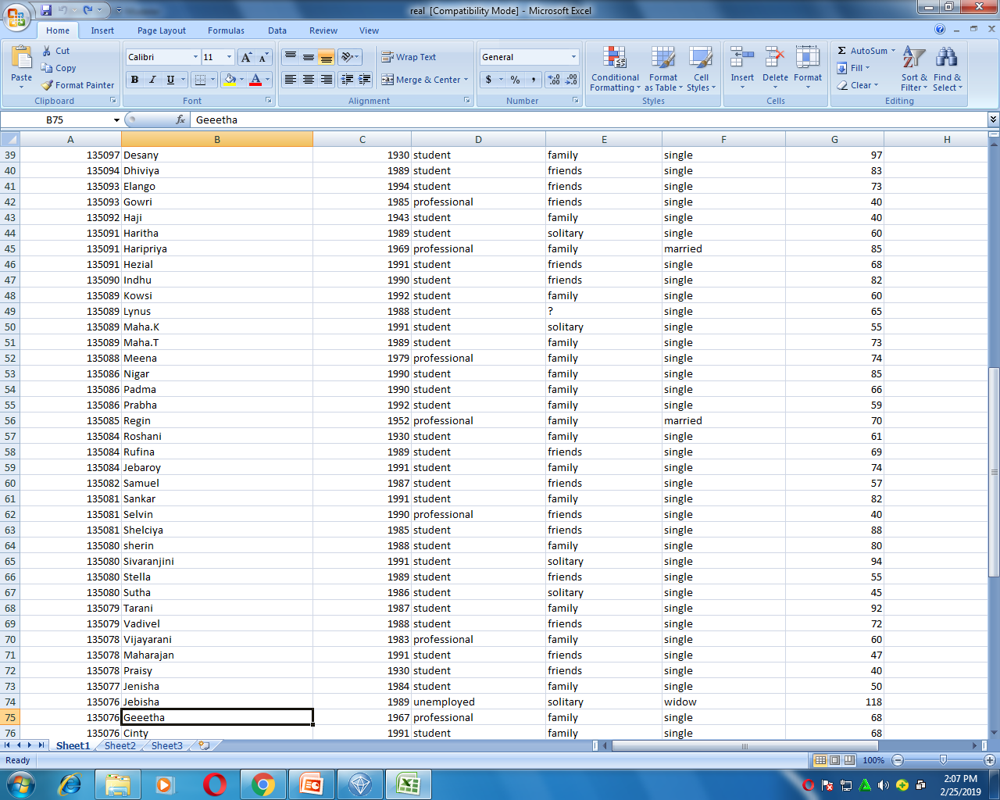 real [Compatibility Mode] - Microsoft Excel
Home Insert Page Layout Formulas Data Review View
Paste Cut Copy Format Painter Clipboard
Calibri 11 A A B I U A Font
Wrap Text Merge & Center Alignment
General $ % , .00 .00 Number
Conditional Formatting Format as Table Cell Styles Styles
Insert Delete Format Cells
Σ AutoSum Fill Clear Sort & Filter Find & Select Editing
B75 fx Geeetha
A B C D E F G H
39 135097 Desany 1930 student family single 97
40 135094 Dhiviya 1989 student friends single 83
41 135093 Elango 1994 student friends single 73
42 135093 Gowri 1985 professional friends single 40
43 135092 Haji 1943 student family single 40
44 135091 Haritha 1989 student solitary single 60
45 135091 Haripriya 1969 professional family married 85
46 135091 Hezial 1991 student friends single 68
47 135090 Indhu 1990 student friends single 82
48 135089 Kowsi 1992 student family single 60
49 135089 Lynus 1988 student ? single 65
50 135089 Maha.K 1991 student solitary single 55
51 135089 Maha.T 1989 student family single 73
52 135088 Meena 1979 professional family single 74
53 135086 Nigar 1990 student family single 85
54 135086 Padma 1990 student family single 66
55 135086 Prabha 1992 student family single 59
56 135085 Regin 1952 professional family married 70
57 135084 Roshani 1930 student family single 61
58 135084 Rufina 1989 student friends single 69
59 135084 Jebaroy 1991 student family single 74
60 135082 Samuel 1987 student friends single 57
61 135081 Sankar 1991 student family single 82
62 135081 Selvin 1990 professional friends single 40
63 135081 Shelciya 1985 student friends single 88
64 135080 sherin 1988 student family single 80
65 135080 Sivaranjini 1991 student solitary single 94
66 135080 Stella 1989 student friends single 55
67 135080 Sutha 1986 student solitary single 45
68 135079 Tarani 1987 student family single 92
69 135079 Vadivel 1988 student friends single 72
70 135078 Vijayarani 1983 professional family single 60
71 135078 Maharajan 1991 student friends single 47
72 135078 Praisy 1930 student friends single 40
73 135077 Jenisha 1984 student family single 50
74 135076 Jebisha 1989 unemployed solitary widow 118
75 135076 Geeetha 1967 professional family single 68
76 135076 Cinty 1991 student family single 68
Sheet1 Sheet2 Sheet3
Ready 100%
2:07 PM
2/25/2019